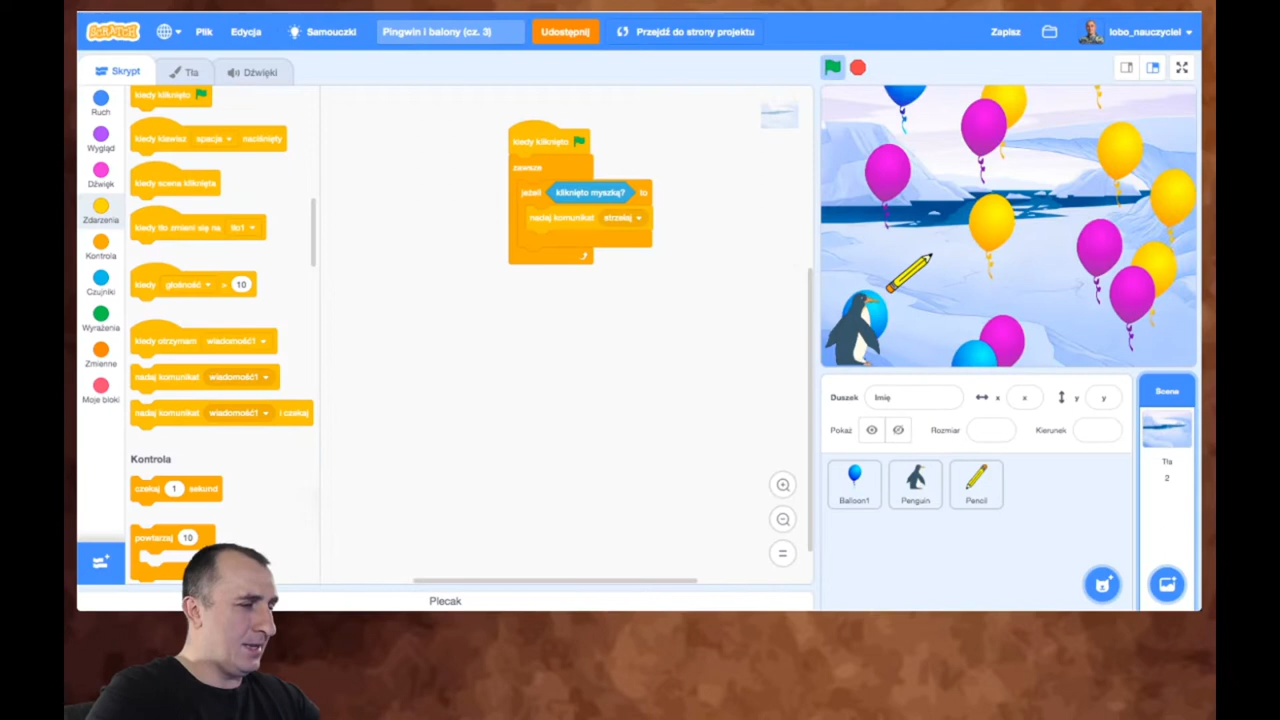 SCRATCH
Plik
Edycja
Samouczki
Pingwin i balony (cz. 3)
Udostępnij
Przejdź do strony projektu
Zapisz
lobo_nauczyciel
Skrypt
Tła
Dźwięki
Ruch
Wygląd
Dźwięk
Zdarzenia
Kontrola
Czujniki
Wyrażenia
Zmienne
Moje bloki
kiedy kliknięto
kiedy klawisz spacja naciśnięty
kiedy scena kliknięta
kiedy tło zmieni się na tło1
kiedy głośność > 10
kiedy otrzymam wiadomość1
nadaj komunikat wiadomość1
nadaj komunikat wiadomość1 i czekaj
Kontrola
czekaj 1 sekund
powtarzaj 10
kiedy kliknięto
zawsze
jeżeli kliknięto myszką? to
nadaj komunikat strzelaj
Plecak
Duszek
Imię
x
x
y
y
Pokaż
Rozmiar
Kierunek
Balloon1
Penguin
Pencil
Scena
Tła
2